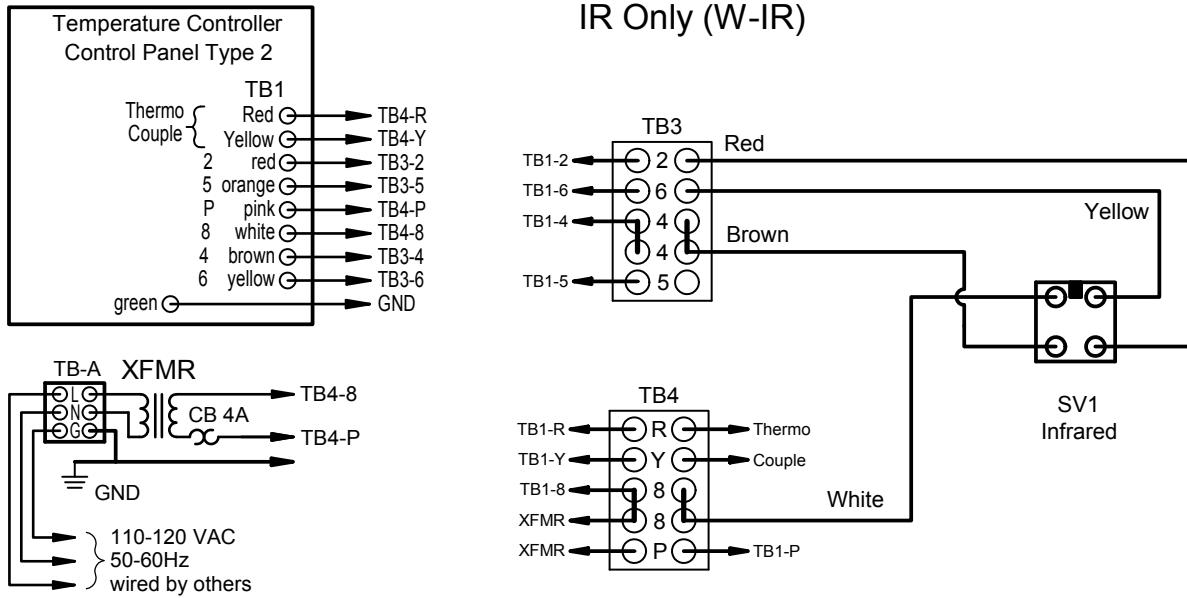 IR Only (W-IR)
Temperature Controller
Control Panel Type 2
TB1
Thermo
Couple
Red TB4-R
Yellow TB4-Y
2 red TB3-2
5 orange TB3-5
P pink TB4-P
8 white TB4-8
4 brown TB3-4
6 yellow TB3-6
green GND
TB-A XFMR
L
N
G
CB 4A
TB4-8
TB4-P
GND
110-120 VAC
50-60Hz
wired by others
TB3
TB1-2 2 Red
TB1-6 6 Yellow
TB1-4 4
4 Brown
TB1-5 5
SV1
Infrared
TB4
TB1-R R Thermo
TB1-Y Y Couple
TB1-8 8
XFMR 8 White
XFMR P TB1-P